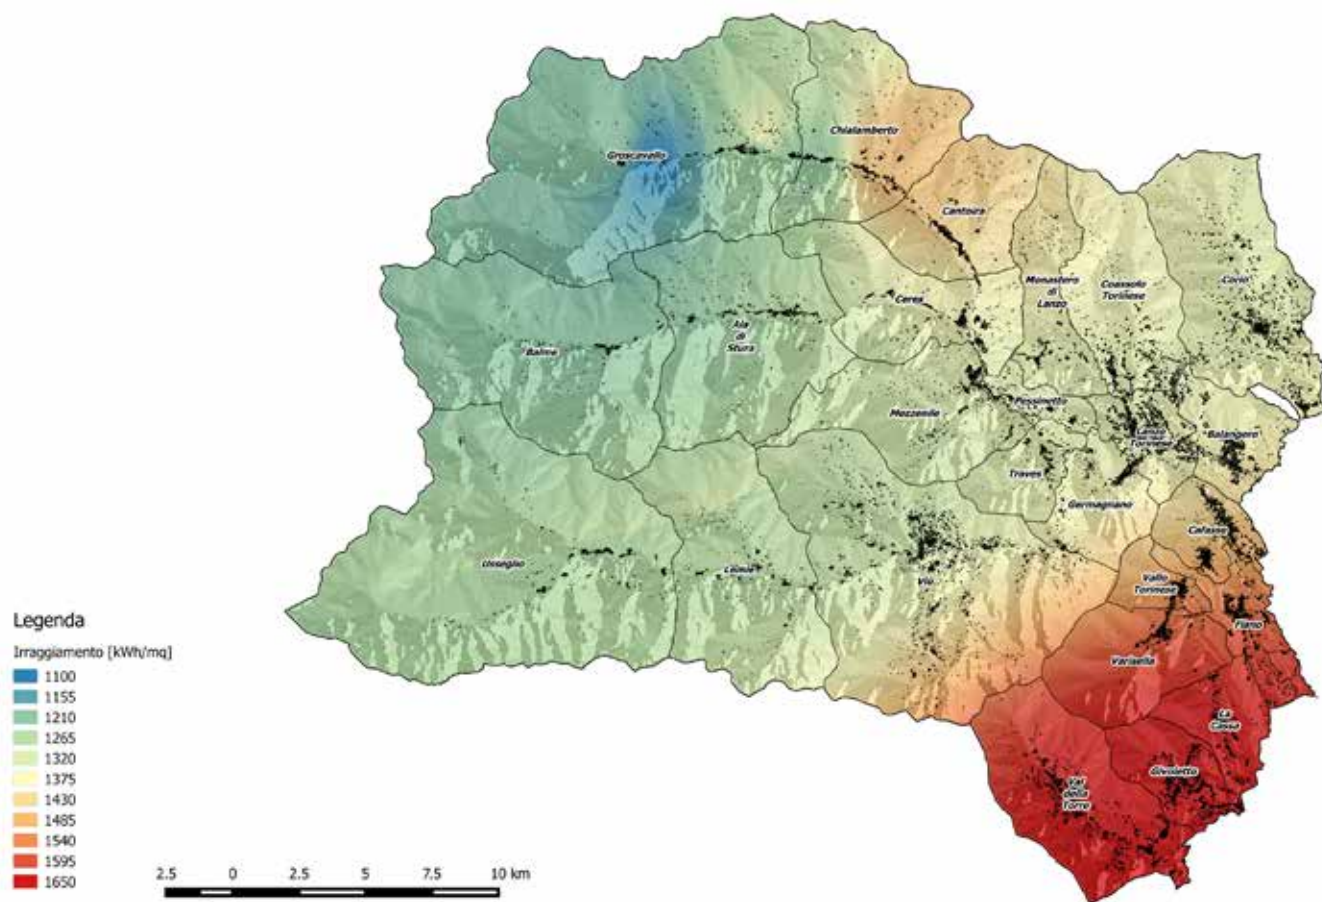 Chialamberto
Groscavallo
Cantoira
Monastero
di
Lanzo
Coassolo
Torinese
Corio
Ceres
Ala
di
Stura
Balme
Mezzenile
Pessinetto
Lanzo
Torinese
Balangero
Traves
Germagnano
Cafasse
Usseglio
Lemie
Viù
Vallo
Torinese
Fiano
Varisella
La
Cassa
Givoletto
Val
della
Torre
Legenda
Irraggiamento [kWh/mq]
1100
1155
1210
1265
1320
1375
1430
1485
1540
1595
1650
2.5 0 2.5 5 7.5 10 km